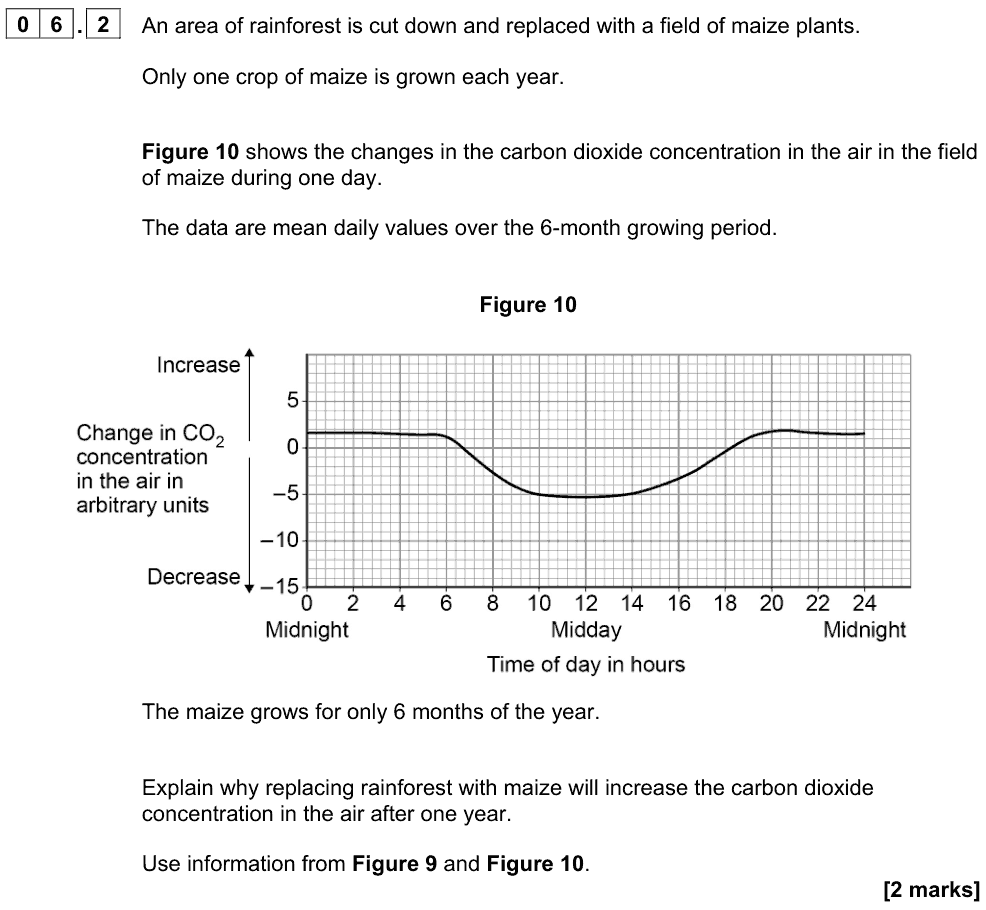 0 6 . 2 An area of rainforest is cut down and replaced with a field of maize plants.
Only one crop of maize is grown each year.
Figure 10 shows the changes in the carbon dioxide concentration in the air in the field
of maize during one day.
The data are mean daily values over the 6-month growing period.
Figure 10
Increase
Change in CO₂
concentration
in the air in
arbitrary units
Decrease
5
0
–5
–10
–15
0 2 4 6 8 10 12 14 16 18 20 22 24
Midnight Midday Midnight
Time of day in hours
The maize grows for only 6 months of the year.
Explain why replacing rainforest with maize will increase the carbon dioxide
concentration in the air after one year.
Use information from Figure 9 and Figure 10.
[2 marks]